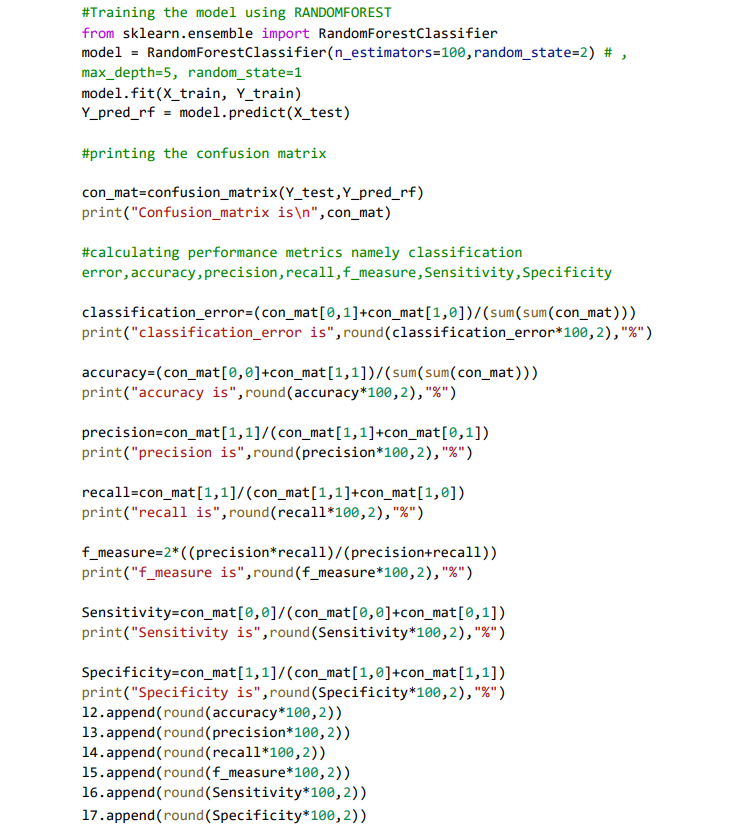 #Training the model using RANDOMFOREST
from sklearn.ensemble import RandomForestClassifier
model = RandomForestClassifier(n_estimators=100,random_state=2) # ,
max_depth=5, random_state=1
model.fit(X_train, Y_train)
Y_pred_rf = model.predict(X_test)
#printing the confusion matrix
con_mat=confusion_matrix(Y_test,Y_pred_rf)
print("Confusion_matrix is\n",con_mat)
#calculating performance metrics namely classification
error,accuracy,precision,recall,f_measure,Sensitivity,Specificity
classification_error=(con_mat[0,1]+con_mat[1,0])/(sum(sum(con_mat)))
print("classification_error is",round(classification_error*100,2),"%")
accuracy=(con_mat[0,0]+con_mat[1,1])/(sum(sum(con_mat)))
print("accuracy is",round(accuracy*100,2),"%")
precision=con_mat[1,1]/(con_mat[1,1]+con_mat[0,1])
print("precision is",round(precision*100,2),"%")
recall=con_mat[1,1]/(con_mat[1,1]+con_mat[1,0])
print("recall is",round(recall*100,2),"%")
f_measure=2*((precision*recall)/(precision+recall))
print("f_measure is",round(f_measure*100,2),"%")
Sensitivity=con_mat[0,0]/(con_mat[0,0]+con_mat[0,1])
print("Sensitivity is",round(Sensitivity*100,2),"%")
Specificity=con_mat[1,1]/(con_mat[1,0]+con_mat[1,1])
print("Specificity is",round(Specificity*100,2),"%")
l2.append(round(accuracy*100,2))
l3.append(round(precision*100,2))
l4.append(round(recall*100,2))
l5.append(round(f_measure*100,2))
l6.append(round(Sensitivity*100,2))
l7.append(round(Specificity*100,2))